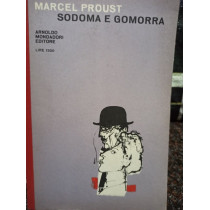 MARCEL PROUST
SODOMA E GOMORRA
ARNOLDO
MONDADORI
EDITORE